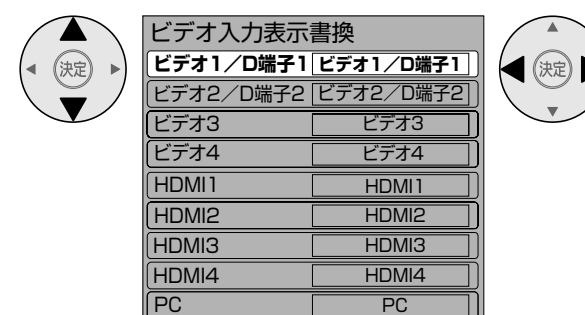 ビデオ入力表示書換
決定
ビデオ1／D端子1 ビデオ1／D端子1
ビデオ2／D端子2 ビデオ2／D端子2
ビデオ3 ビデオ3
ビデオ4 ビデオ4
HDMI1 HDMI1
HDMI2 HDMI2
HDMI3 HDMI3
HDMI4 HDMI4
PC PC
決定